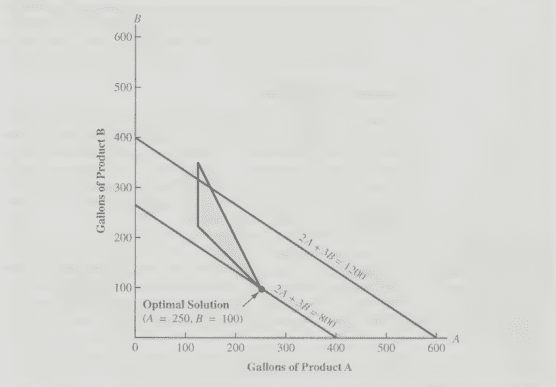 B
600
500
400
300
200
100
Gallons of Product B
2A + 3B = 1200
2A + 3B = 800
Optimal Solution
(A = 250, B = 100)
0 100 200 300 400 500 600 A
Gallons of Product A